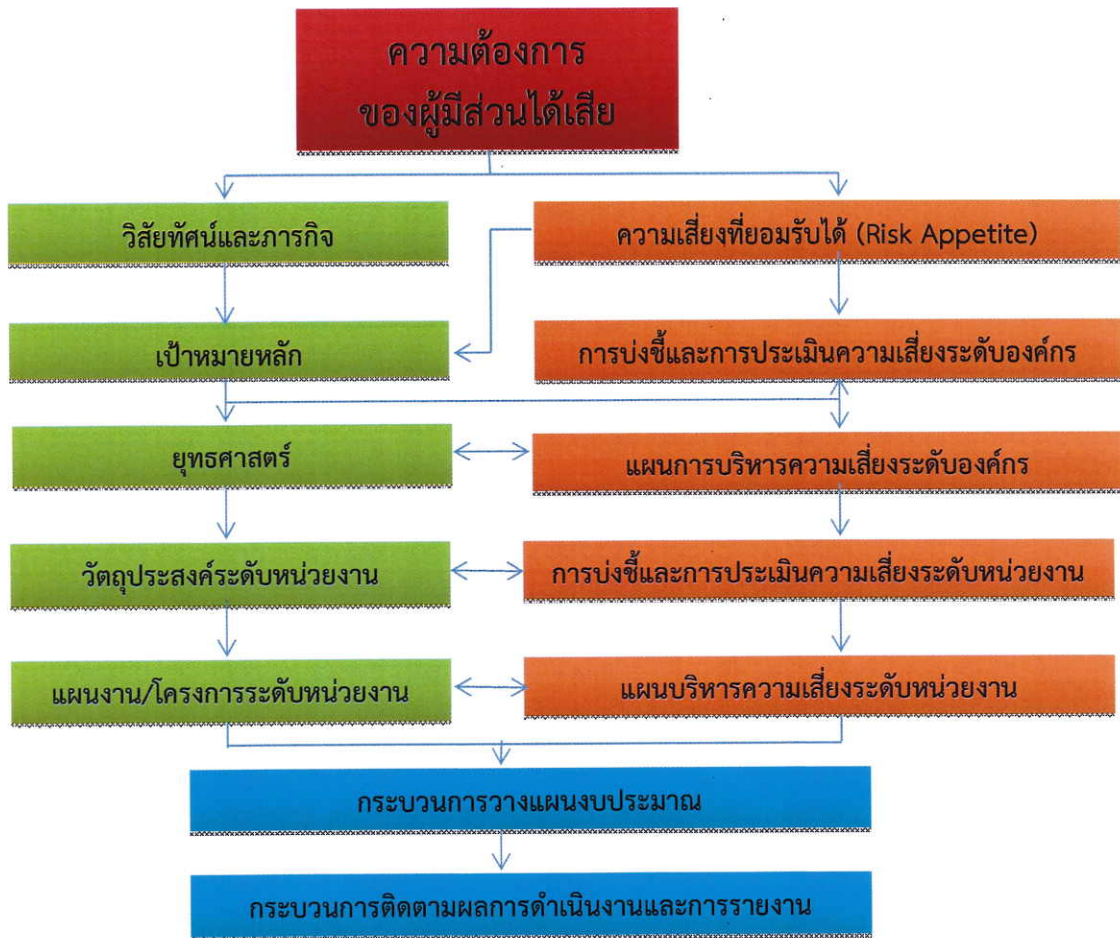 ความต้องการ
ของผู้มีส่วนได้เสีย
วิสัยทัศน์และภารกิจ
ความเสี่ยงที่ยอมรับได้ (Risk Appetite)
เป้าหมายหลัก
การบ่งชี้และการประเมินความเสี่ยงระดับองค์กร
ยุทธศาสตร์
แผนการบริหารความเสี่ยงระดับองค์กร
วัตถุประสงค์ระดับหน่วยงาน
การบ่งชี้และการประเมินความเสี่ยงระดับหน่วยงาน
แผนงาน/โครงการระดับหน่วยงาน
แผนบริหารความเสี่ยงระดับหน่วยงาน
กระบวนการวางแผนงบประมาณ
กระบวนการติดตามผลการดำเนินงานและการรายงาน